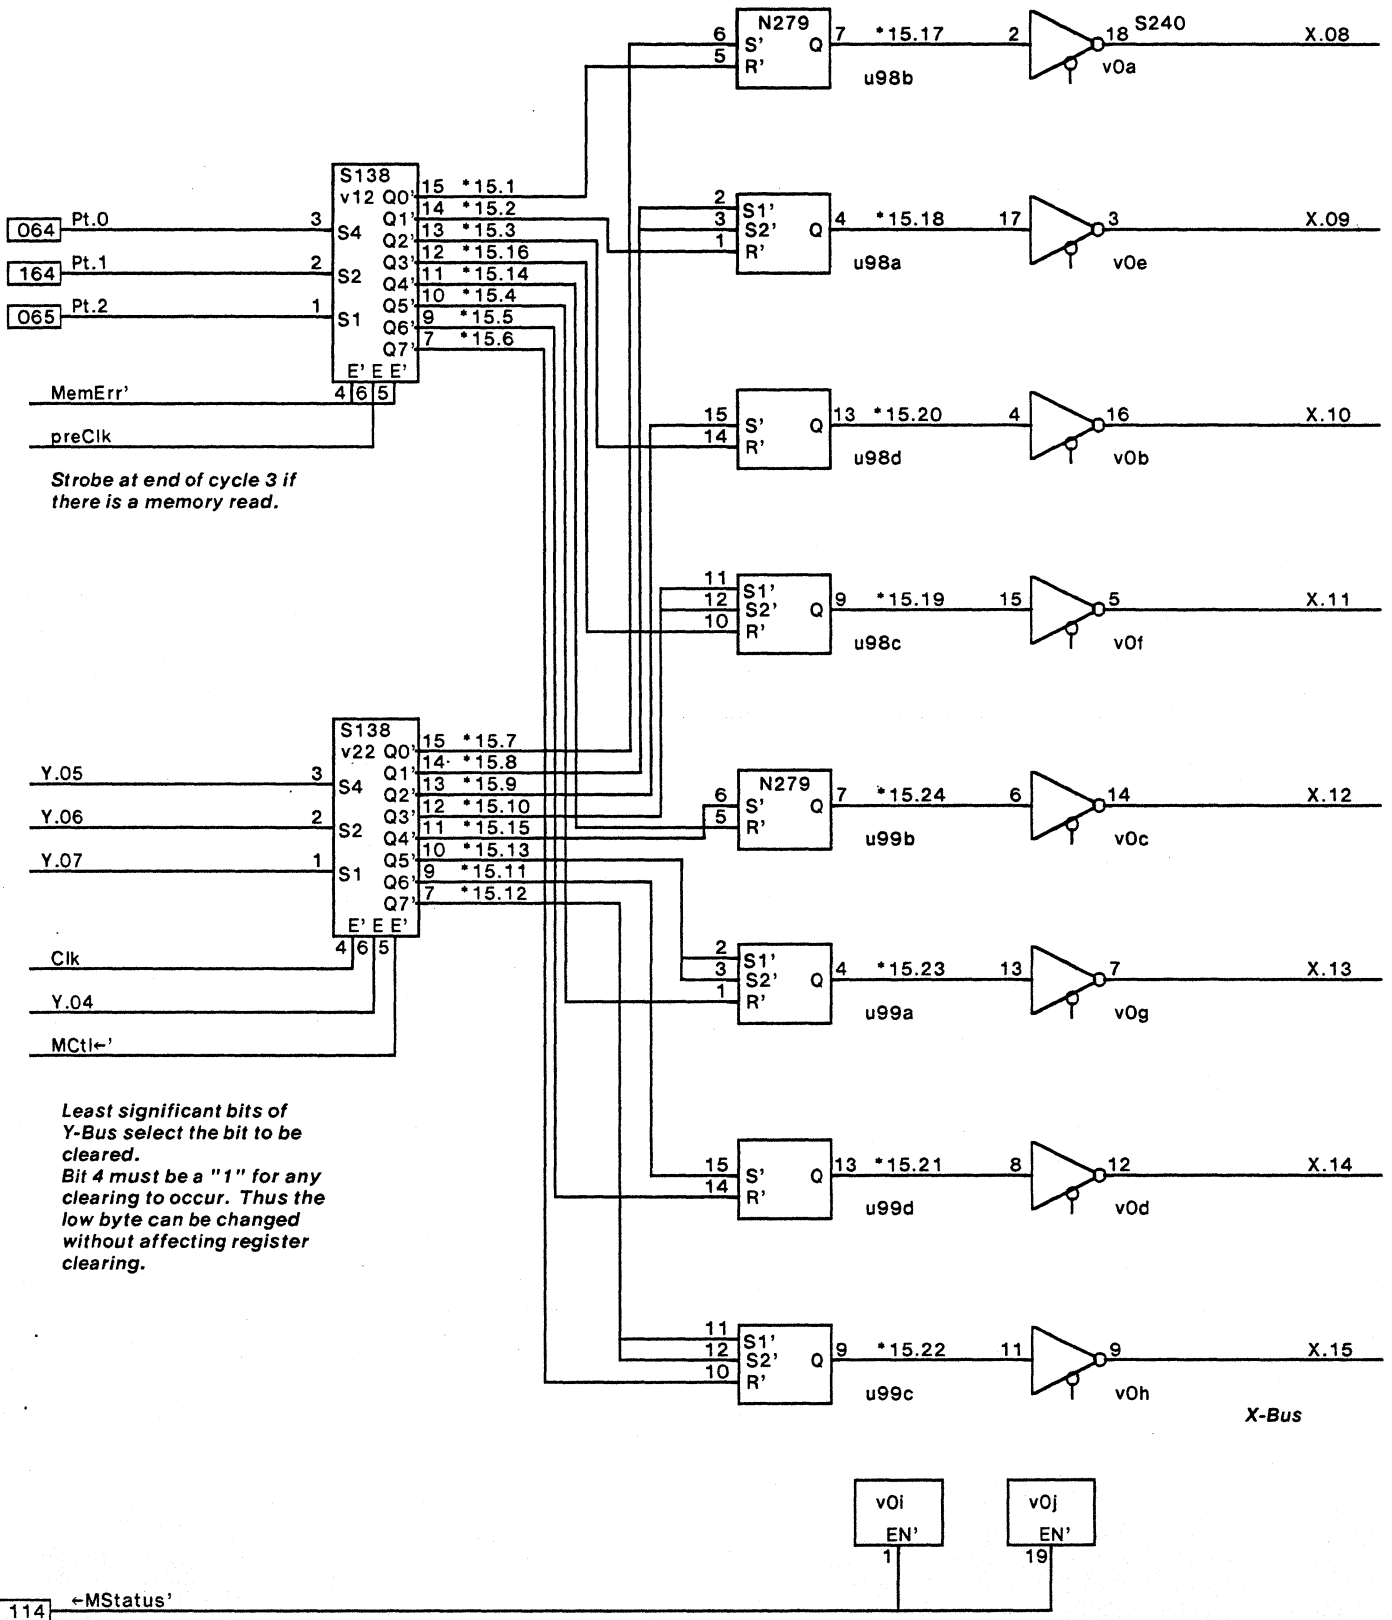 N279
6 S' Q 7 *15.17 2 18 S240 X.08
5 R'
u98b v0a
S138
v12 Q0' 15 *15.1
Q1' 14 *15.2
Q2' 13 *15.3
Q3' 12 *15.16
Q4' 11 *15.14
Q5' 10 *15.4
Q6' 9 *15.5
Q7' 7 *15.6
064 Pt.0 3 S4
164 Pt.1 2 S2
065 Pt.2 1 S1
E' E E'
4 6 5
MemErr'
preClk
Strobe at end of cycle 3 if
there is a memory read.
2 S1'
3 S2' Q 4 *15.18 17 3 X.09
1 R'
u98a v0e
15 S' Q 13 *15.20 4 16 X.10
14 R'
u98d v0b
11 S1'
12 S2' Q 9 *15.19 15 5 X.11
10 R'
u98c v0f
S138
v22 Q0' 15 *15.7
Q1' 14 *15.8
Q2' 13 *15.9
Q3' 12 *15.10
Q4' 11 *15.15
Q5' 10 *15.13
Q6' 9 *15.11
Q7' 7 *15.12
Y.05 3 S4
Y.06 2 S2
Y.07 1 S1
E' E E'
4 6 5
Clk
Y.04
MCtl←'
N279
6 S' Q 7 *15.24 6 14 X.12
5 R'
u99b v0c
2 S1'
3 S2' Q 4 *15.23 13 7 X.13
1 R'
u99a v0g
Least significant bits of
Y-Bus select the bit to be
cleared.
Bit 4 must be a "1" for any
clearing to occur. Thus the
low byte can be changed
without affecting register
clearing.
15 S' Q 13 *15.21 8 12 X.14
14 R'
u99d v0d
11 S1'
12 S2' Q 9 *15.22 11 9 X.15
10 R'
u99c v0h
X-Bus
v0i v0j
EN' EN'
1 19
114 ←MStatus'